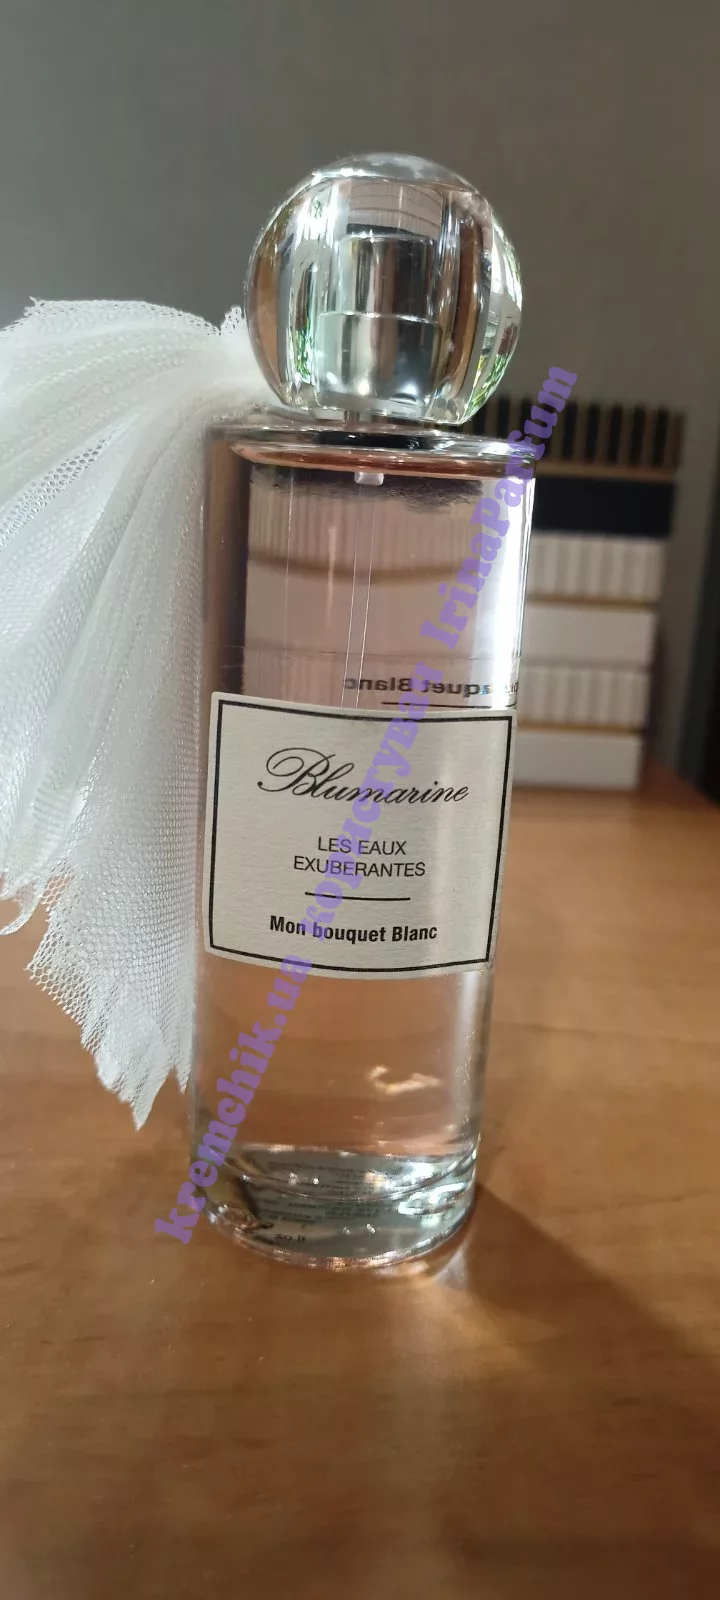 Blumarine
LES EAUX
EXUBERANTES
Mon bouquet Blanc
kremchik.ua користувач IrinaParfum